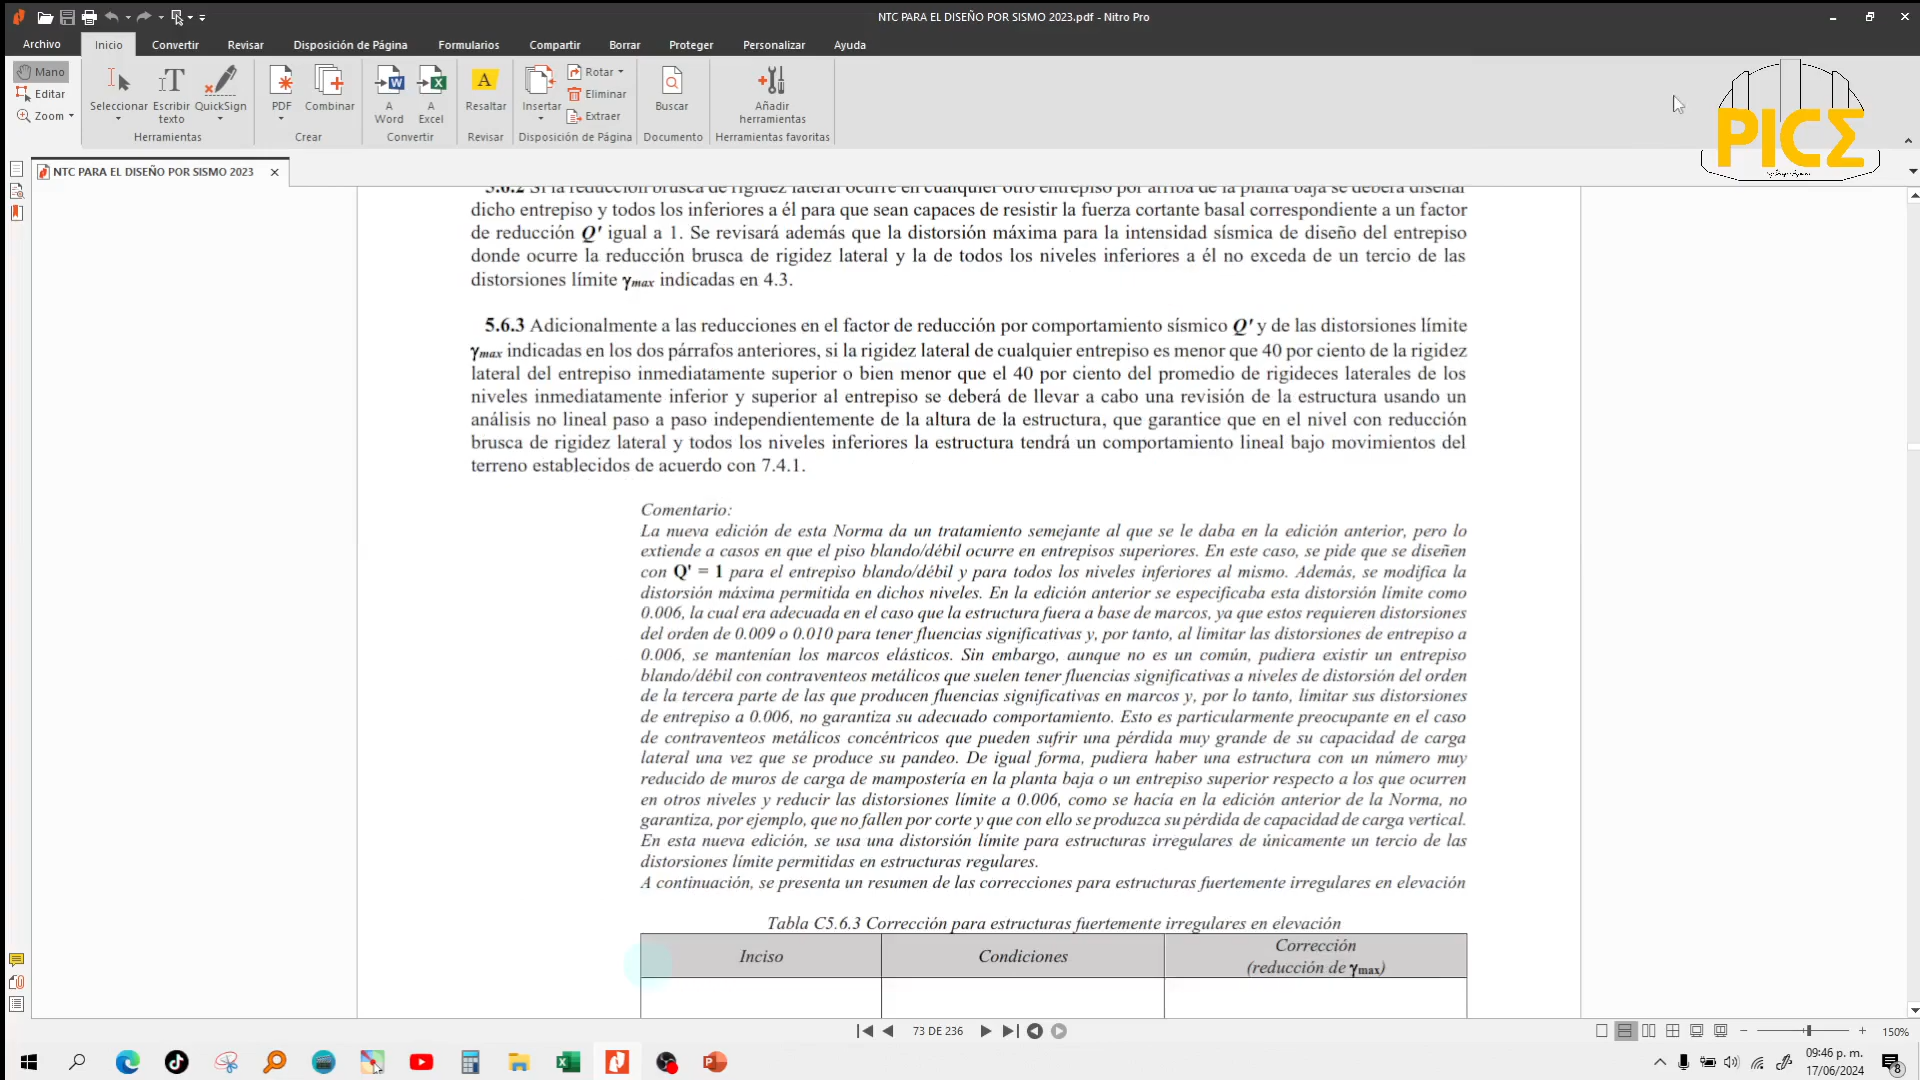 NTC PARA EL DISEÑO POR SISMO 2023.pdf - Nitro Pro
Archivo Inicio Convertir Revisar Disposición de Página Formularios Compartir Borrar Proteger Personalizar Ayuda
Mano
Editar
Zoom
Seleccionar
Escribir texto
QuickSign
Herramientas
PDF
Combinar
Crear
A Word
A Excel
Convertir
Resaltar
Revisar
Insertar
Rotar
Eliminar
Extraer
Disposición de Página
Buscar
Documento
Añadir herramientas
Herramientas favoritas
PICΣ
NTC PARA EL DISEÑO POR SISMO 2023
5.6.2 Si la reducción brusca de rigidez lateral ocurre en cualquier otro entrepiso por arriba de la planta baja se deberá diseñar
dicho entrepiso y todos los inferiores a él para que sean capaces de resistir la fuerza cortante basal correspondiente a un factor
de reducción Q' igual a 1. Se revisará además que la distorsión máxima para la intensidad sísmica de diseño del entrepiso
donde ocurre la reducción brusca de rigidez lateral y la de todos los niveles inferiores a él no exceda de un tercio de las
distorsiones límite γmax indicadas en 4.3.
5.6.3 Adicionalmente a las reducciones en el factor de reducción por comportamiento sísmico Q' y de las distorsiones límite
γmax indicadas en los dos párrafos anteriores, si la rigidez lateral de cualquier entrepiso es menor que 40 por ciento de la rigidez
lateral del entrepiso inmediatamente superior o bien menor que el 40 por ciento del promedio de rigideces laterales de los
niveles inmediatamente inferior y superior al entrepiso se deberá de llevar a cabo una revisión de la estructura usando un
análisis no lineal paso a paso independientemente de la altura de la estructura, que garantice que en el nivel con reducción
brusca de rigidez lateral y todos los niveles inferiores la estructura tendrá un comportamiento lineal bajo movimientos del
terreno establecidos de acuerdo con 7.4.1.
Comentario:
La nueva edición de esta Norma da un tratamiento semejante al que se le daba en la edición anterior, pero lo
extiende a casos en que el piso blando/débil ocurre en entrepisos superiores. En este caso, se pide que se diseñen
con Q' = 1 para el entrepiso blando/débil y para todos los niveles inferiores al mismo. Además, se modifica la
distorsión máxima permitida en dichos niveles. En la edición anterior se especificaba esta distorsión límite como
0.006, la cual era adecuada en el caso que la estructura fuera a base de marcos, ya que estos requieren distorsiones
del orden de 0.009 o 0.010 para tener fluencias significativas y, por tanto, al limitar las distorsiones de entrepiso a
0.006, se mantenían los marcos elásticos. Sin embargo, aunque no es un común, pudiera existir un entrepiso
blando/débil con contraventeos metálicos que suelen tener fluencias significativas a niveles de distorsión del orden
de la tercera parte de las que producen fluencias significativas en marcos y, por lo tanto, limitar sus distorsiones
de entrepiso a 0.006, no garantiza su adecuado comportamiento. Esto es particularmente preocupante en el caso
de contraventeos metálicos concéntricos que pueden sufrir una pérdida muy grande de su capacidad de carga
lateral una vez que se produce su pandeo. De igual forma, pudiera haber una estructura con un número muy
reducido de muros de carga de mampostería en la planta baja o un entrepiso superior respecto a los que ocurren
en otros niveles y reducir las distorsiones límite a 0.006, como se hacía en la edición anterior de la Norma, no
garantiza, por ejemplo, que no fallen por corte y que con ello se produzca su pérdida de capacidad de carga vertical.
En esta nueva edición, se usa una distorsión límite para estructuras irregulares de únicamente un tercio de las
distorsiones límite permitidas en estructuras regulares.
A continuación, se presenta un resumen de las correcciones para estructuras fuertemente irregulares en elevación
Tabla C5.6.3 Corrección para estructuras fuertemente irregulares en elevación
Inciso Condiciones Corrección
(reducción de γmax)
73 DE 236
150%
09:46 p. m.
17/06/2024
8